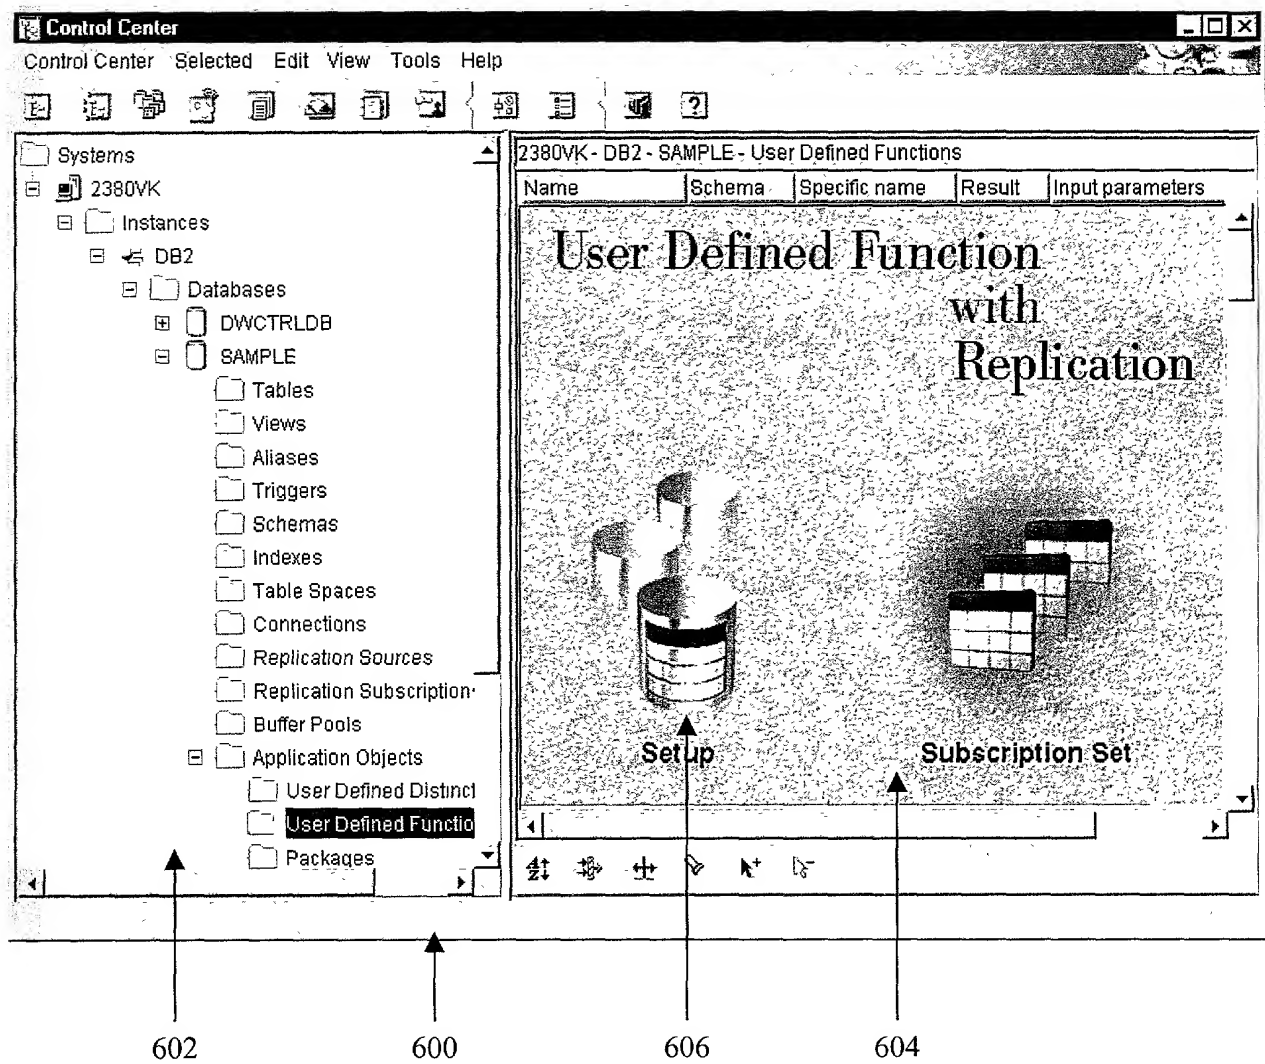 Control Center
Control Center Selected Edit View Tools Help
Systems
2380VK
Instances
DB2
Databases
DWCTRLDB
SAMPLE
Tables
Views
Aliases
Triggers
Schemas
Indexes
Table Spaces
Connections
Replication Sources
Replication Subscription
Buffer Pools
Application Objects
User Defined Distinct
User Defined Functio
Packages
2380VK - DB2 - SAMPLE - User Defined Functions
Name Schema Specific name Result Input parameters
User Defined Function
with
Replication
Setup Subscription Set
602 600 606 604